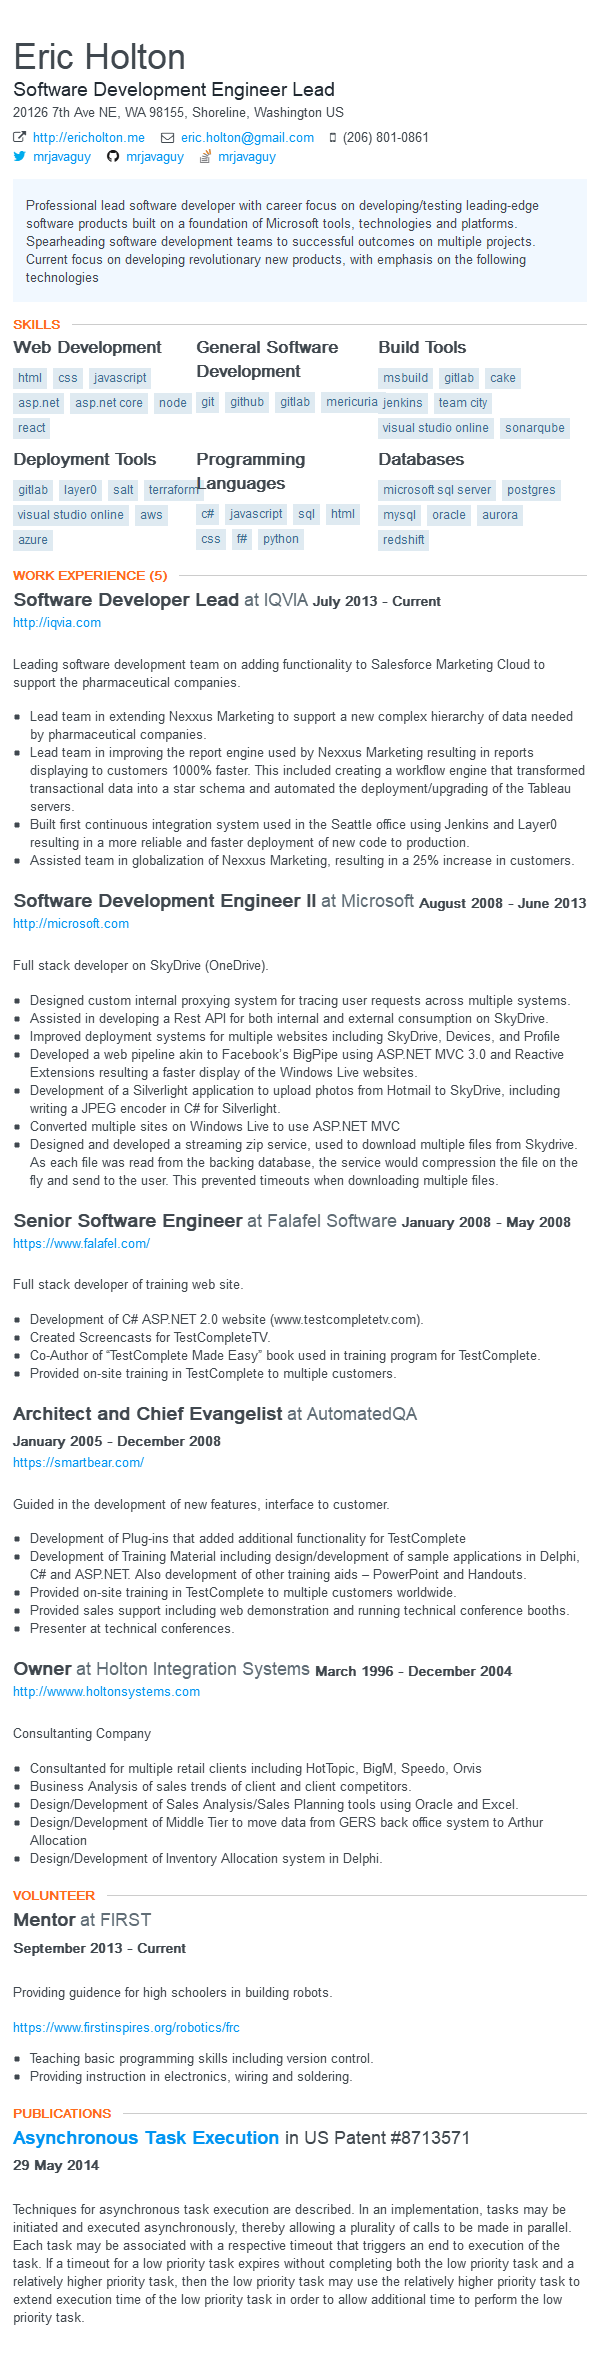 Eric Holton
Software Development Engineer Lead
20126 7th Ave NE, WA 98155, Shoreline, Washington US
http://ericholton.me eric.holton@gmail.com (206) 801-0861
mrjavaguy mrjavaguy mrjavaguy
Professional lead software developer with career focus on developing/testing leading-edge
software products built on a foundation of Microsoft tools, technologies and platforms.
Spearheading software development teams to successful outcomes on multiple projects.
Current focus on developing revolutionary new products, with emphasis on the following
technologies
SKILLS
Web Development
html css javascript
asp.net asp.net core node
react
General Software
Development
git github gitlab mericurial
Build Tools
msbuild gitlab cake
jenkins team city
visual studio online sonarqube
Deployment Tools
gitlab layer0 salt terraform
visual studio online aws
azure
Programming
Languages
c# javascript sql html
css f# python
Databases
microsoft sql server postgres
mysql oracle aurora
redshift
WORK EXPERIENCE (5)
Software Developer Lead at IQVIA July 2013 - Current
http://iqvia.com
Leading software development team on adding functionality to Salesforce Marketing Cloud to
support the pharmaceutical companies.
Lead team in extending Nexxus Marketing to support a new complex hierarchy of data needed
by pharmaceutical companies.
Lead team in improving the report engine used by Nexxus Marketing resulting in reports
displaying to customers 1000% faster. This included creating a workflow engine that transformed
transactional data into a star schema and automated the deployment/upgrading of the Tableau
servers.
Built first continuous integration system used in the Seattle office using Jenkins and Layer0
resulting in a more reliable and faster deployment of new code to production.
Assisted team in globalization of Nexxus Marketing, resulting in a 25% increase in customers.
Software Development Engineer II at Microsoft August 2008 - June 2013
http://microsoft.com
Full stack developer on SkyDrive (OneDrive).
Designed custom internal proxying system for tracing user requests across multiple systems.
Assisted in developing a Rest API for both internal and external consumption on SkyDrive.
Improved deployment systems for multiple websites including SkyDrive, Devices, and Profile
Developed a web pipeline akin to Facebook's BigPipe using ASP.NET MVC 3.0 and Reactive
Extensions resulting a faster display of the Windows Live websites.
Development of a Silverlight application to upload photos from Hotmail to SkyDrive, including
writing a JPEG encoder in C# for Silverlight.
Converted multiple sites on Windows Live to use ASP.NET MVC
Designed and developed a streaming zip service, used to download multiple files from Skydrive.
As each file was read from the backing database, the service would compression the file on the
fly and send to the user. This prevented timeouts when downloading multiple files.
Senior Software Engineer at Falafel Software January 2008 - May 2008
https://www.falafel.com/
Full stack developer of training web site.
Development of C# ASP.NET 2.0 website (www.testcompletetv.com).
Created Screencasts for TestCompleteTV.
Co-Author of “TestComplete Made Easy” book used in training program for TestComplete.
Provided on-site training in TestComplete to multiple customers.
Architect and Chief Evangelist at AutomatedQA
January 2005 - December 2008
https://smartbear.com/
Guided in the development of new features, interface to customer.
Development of Plug-ins that added additional functionality for TestComplete
Development of Training Material including design/development of sample applications in Delphi,
C# and ASP.NET. Also development of other training aids – PowerPoint and Handouts.
Provided on-site training in TestComplete to multiple customers worldwide.
Provided sales support including web demonstration and running technical conference booths.
Presenter at technical conferences.
Owner at Holton Integration Systems March 1996 - December 2004
http://wwww.holtonsystems.com
Consultanting Company
Consultanted for multiple retail clients including HotTopic, BigM, Speedo, Orvis
Business Analysis of sales trends of client and client competitors.
Design/Development of Sales Analysis/Sales Planning tools using Oracle and Excel.
Design/Development of Middle Tier to move data from GERS back office system to Arthur
Allocation
Design/Development of Inventory Allocation system in Delphi.
VOLUNTEER
Mentor at FIRST
September 2013 - Current
Providing guidence for high schoolers in building robots.
https://www.firstinspires.org/robotics/frc
Teaching basic programming skills including version control.
Providing instruction in electronics, wiring and soldering.
PUBLICATIONS
Asynchronous Task Execution in US Patent #8713571
29 May 2014
Techniques for asynchronous task execution are described. In an implementation, tasks may be
initiated and executed asynchronously, thereby allowing a plurality of calls to be made in parallel.
Each task may be associated with a respective timeout that triggers an end to execution of the
task. If a timeout for a low priority task expires without completing both the low priority task and a
relatively higher priority task, then the low priority task may use the relatively higher priority task to
extend execution time of the low priority task in order to allow additional time to perform the low
priority task.